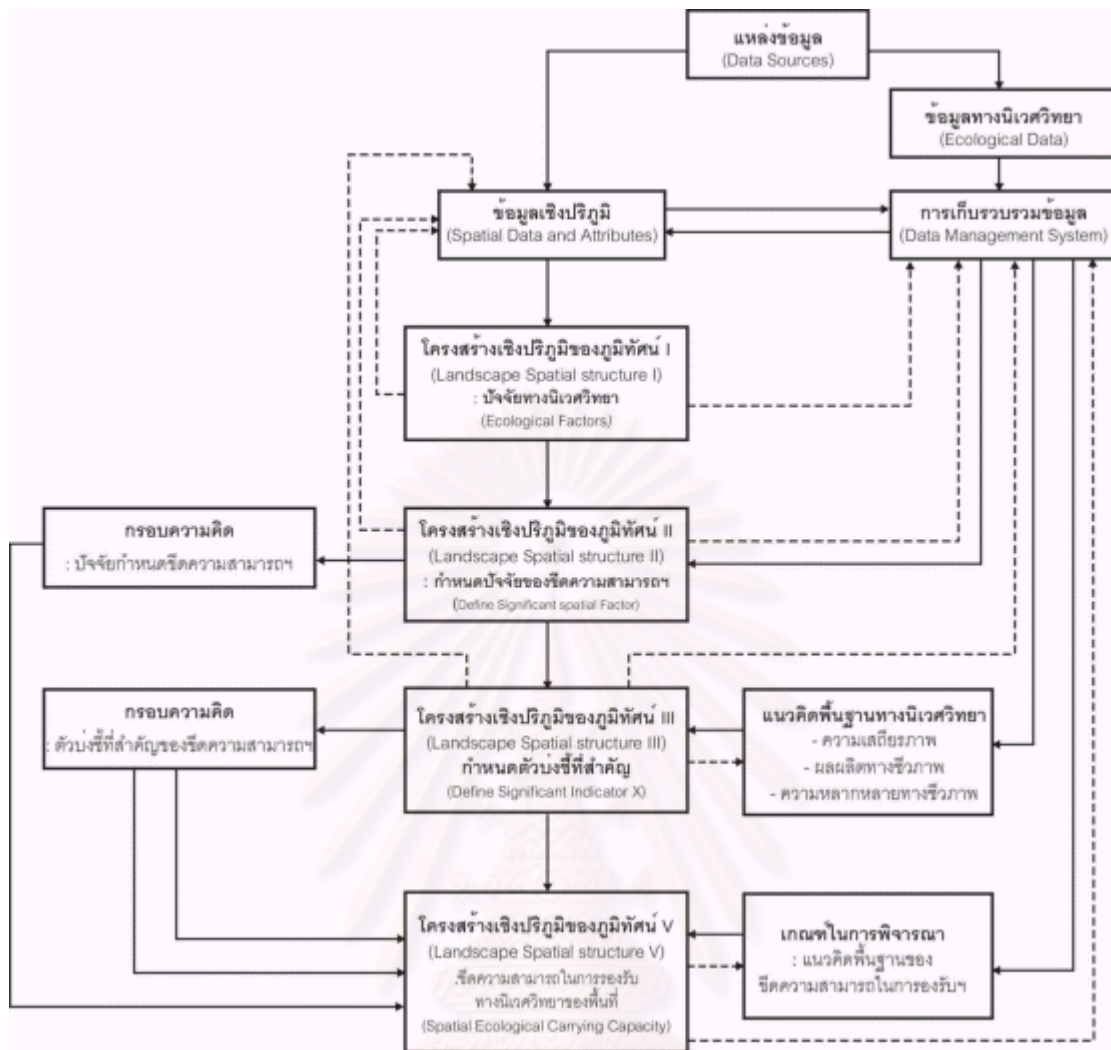 แหล่งข้อมูล
(Data Sources)
ข้อมูลทางนิเวศวิทยา
(Ecological Data)
ข้อมูลเชิงปริภูมิ
(Spatial Data and Attributes)
การเก็บรวบรวมข้อมูล
(Data Management System)
โครงสร้างเชิงปริภูมิของภูมิทัศน์ I
(Landscape Spatial structure I)
: ปัจจัยทางนิเวศวิทยา
(Ecological Factors)
กรอบความคิด
: ปัจจัยกำหนดขีดความสามารถฯ
โครงสร้างเชิงปริภูมิของภูมิทัศน์ II
(Landscape Spatial structure II)
: กำหนดปัจจัยของขีดความสามารถฯ
(Define Significant spatial Factor)
กรอบความคิด
: ตัวบ่งชี้ที่สำคัญของขีดความสามารถฯ
โครงสร้างเชิงปริภูมิของภูมิทัศน์ III
(Landscape Spatial structure III)
กำหนดตัวบ่งชี้ที่สำคัญ
(Define Significant Indicator X)
แนวคิดพื้นฐานทางนิเวศวิทยา
- ความเสถียรภาพ
- ผลผลิตทางชีวภาพ
- ความหลากหลายทางชีวภาพ
โครงสร้างเชิงปริภูมิของภูมิทัศน์ V
(Landscape Spatial structure V)
:ขีดความสามารถในการรองรับ
ทางนิเวศวิทยาของพื้นที่
(Spatial Ecological Carrying Capacity)
เกณฑ์ในการพิจารณา
: แนวคิดพื้นฐานของ
ขีดความสามารถในการองรับฯ